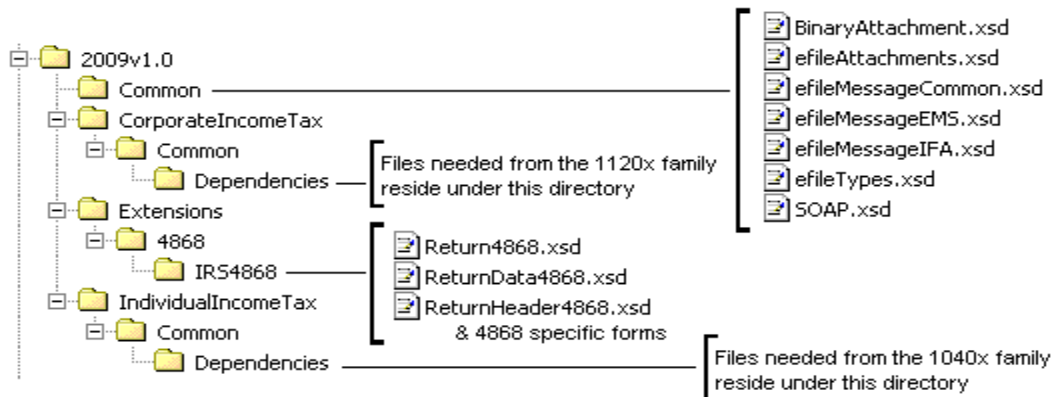 2009v1.0
Common
CorporateIncomeTax
Common
Dependencies
Files needed from the 1120x family
reside under this directory
Extensions
4868
IRS4868
Return4868.xsd
ReturnData4868.xsd
ReturnHeader4868.xsd
& 4868 specific forms
IndividualIncomeTax
Common
Dependencies
Files needed from the 1040x family
reside under this directory
BinaryAttachment.xsd
efileAttachments.xsd
efileMessageCommon.xsd
efileMessageEMS.xsd
efileMessageIFA.xsd
efileTypes.xsd
SOAP.xsd